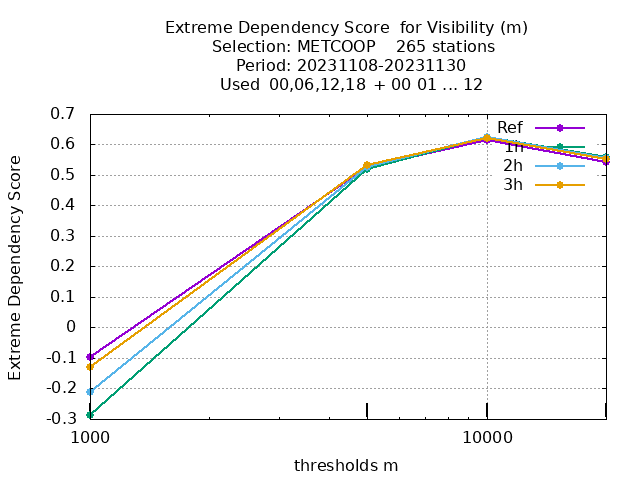 Extreme Dependency Score for Visibility (m)
Selection: METCOOP 265 stations
Period: 20231108-20231130
Used 00,06,12,18 + 00 01 ... 12
Extreme Dependency Score
0.7
0.6
0.5
0.4
0.3
0.2
0.1
0
-0.1
-0.2
-0.3
Ref
1h
2h
3h
1000
10000
thresholds m